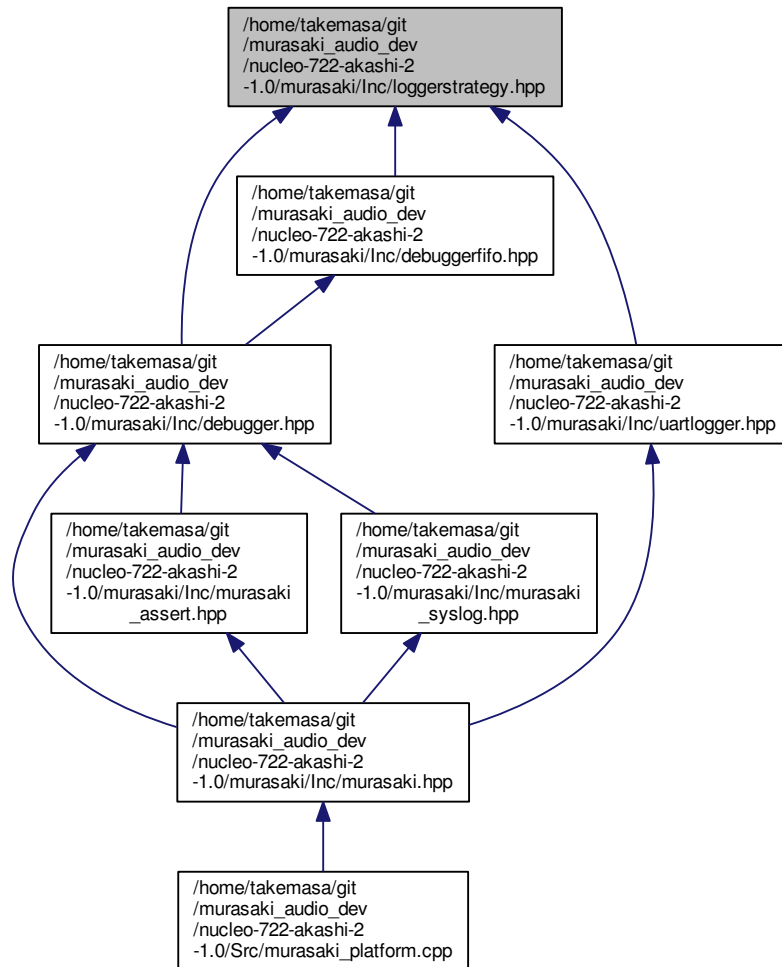 /home/takemasa/git
/murasaki_audio_dev
/nucleo-722-akashi-2
-1.0/murasaki/Inc/loggerstrategy.hpp
/home/takemasa/git
/murasaki_audio_dev
/nucleo-722-akashi-2
-1.0/murasaki/Inc/debuggerfifo.hpp
/home/takemasa/git
/murasaki_audio_dev
/nucleo-722-akashi-2
-1.0/murasaki/Inc/debugger.hpp
/home/takemasa/git
/murasaki_audio_dev
/nucleo-722-akashi-2
-1.0/murasaki/Inc/uartlogger.hpp
/home/takemasa/git
/murasaki_audio_dev
/nucleo-722-akashi-2
-1.0/murasaki/Inc/murasaki
_assert.hpp
/home/takemasa/git
/murasaki_audio_dev
/nucleo-722-akashi-2
-1.0/murasaki/Inc/murasaki
_syslog.hpp
/home/takemasa/git
/murasaki_audio_dev
/nucleo-722-akashi-2
-1.0/murasaki/Inc/murasaki.hpp
/home/takemasa/git
/murasaki_audio_dev
/nucleo-722-akashi-2
-1.0/Src/murasaki_platform.cpp